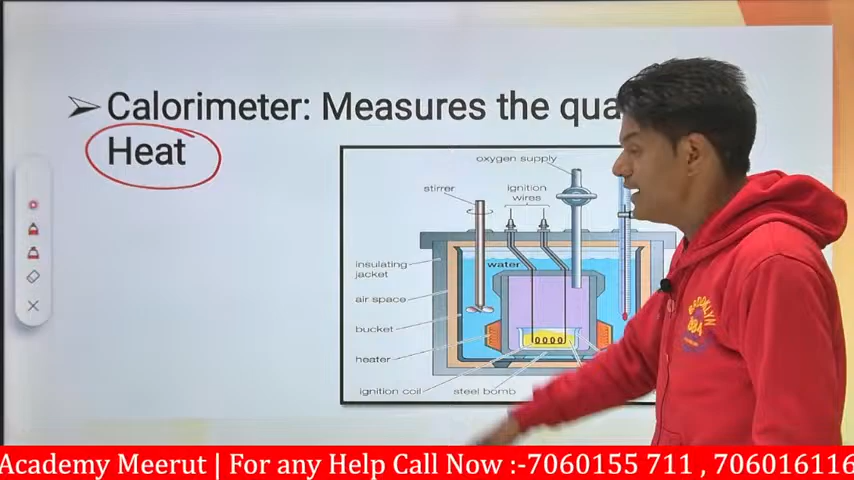 Calorimeter: Measures the qua
Heat
oxygen supply
stirrer
ignition
wires
water
insulating
jacket
air space
bucket
heater
ignition coil
steel bomb
BROOKLYN
Academy Meerut | For any Help Call Now :-7060155 711 , 706016116